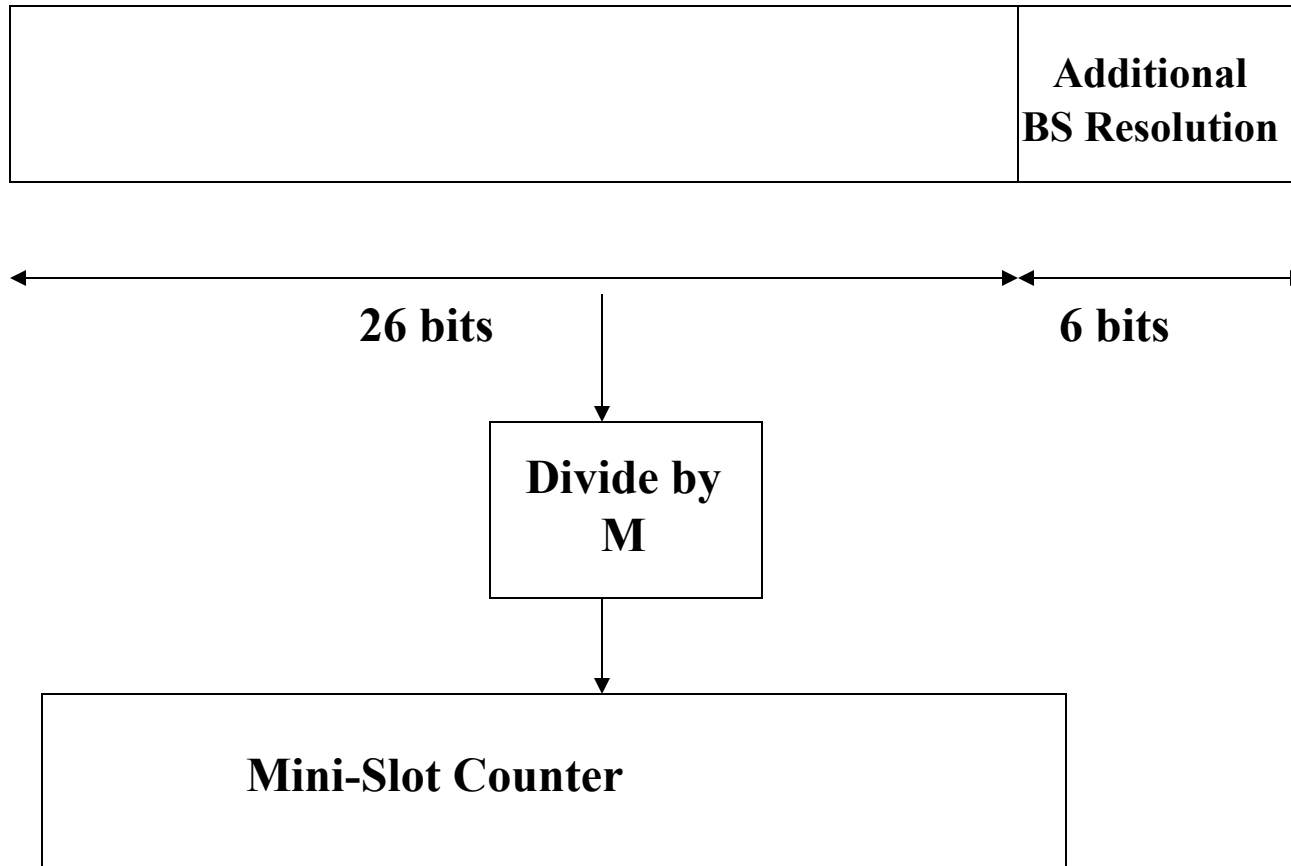 Additional
BS Resolution
26 bits
6 bits
Divide by
M
Mini-Slot Counter